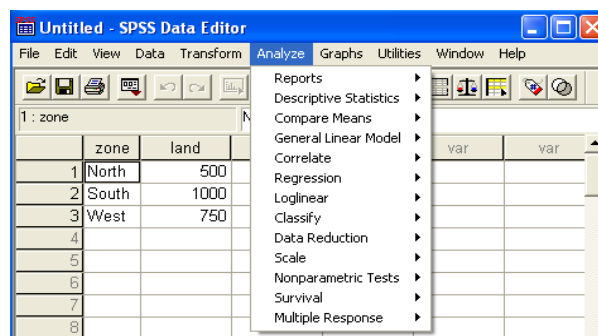 Untitled - SPSS Data Editor
File Edit View Data Transform Analyze Graphs Utilities Window Help
1 : zone
zone land var var
1 North 500
2 South 1000
3 West 750
4
5
6
7
8
Reports
Descriptive Statistics
Compare Means
General Linear Model
Correlate
Regression
Loglinear
Classify
Data Reduction
Scale
Nonparametric Tests
Survival
Multiple Response